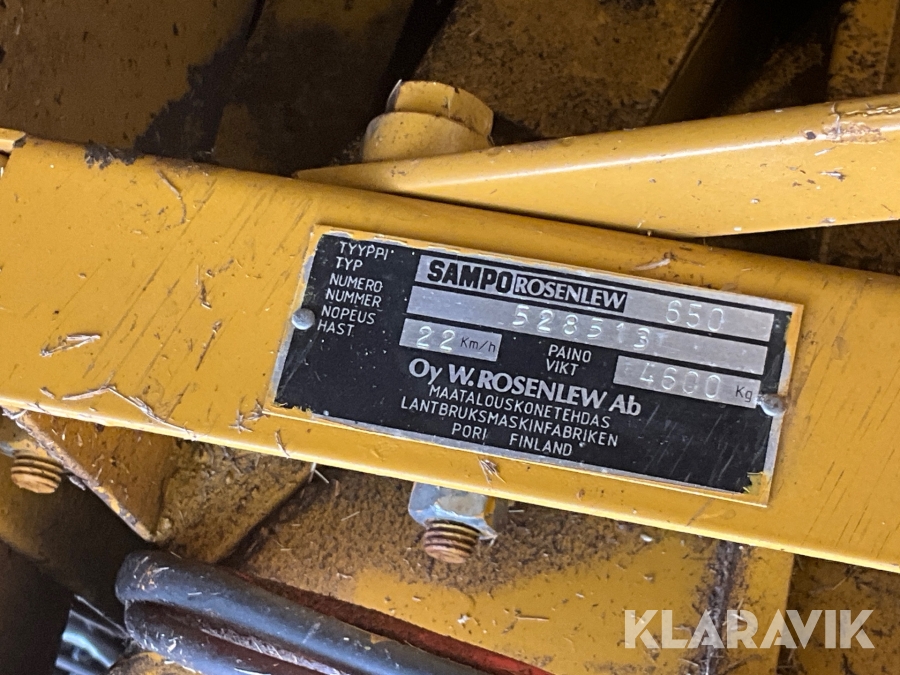 TYYPPI
TYP SAMPO ROSENLEW 650
NUMERO
NUMMER 528513
NOPEUS
HAST. 22 Km/h PAINO
VIKT 4600 Kg
Oy W. ROSENLEW Ab
MAATALOUSKONETEHDAS
LANTBRUKSMASKINFABRIKEN
PORI FINLAND
KLARAVIK